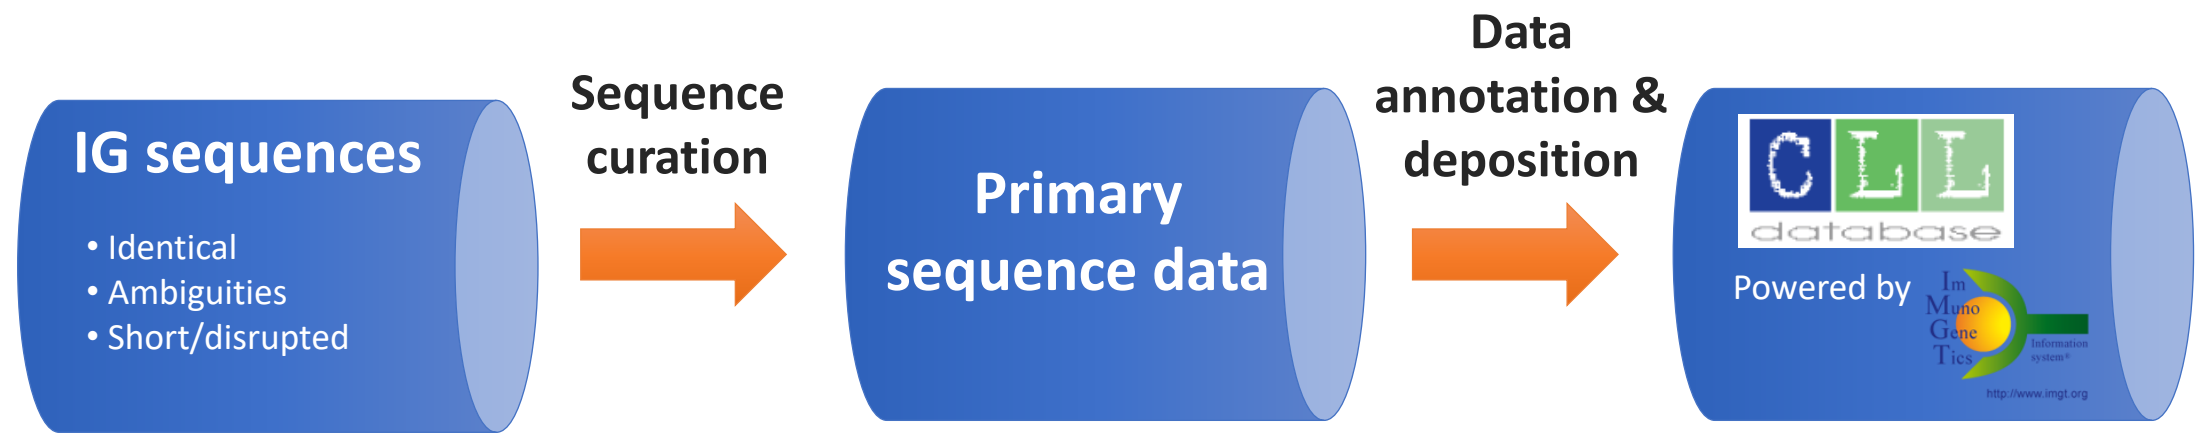 IG sequences
• Identical
• Ambiguities
• Short/disrupted
Sequence
curation
Primary
sequence data
Data
annotation &
deposition
CLL
database
Powered by
Im
Muno
Gene
Tics
Information
system®
http://www.imgt.org